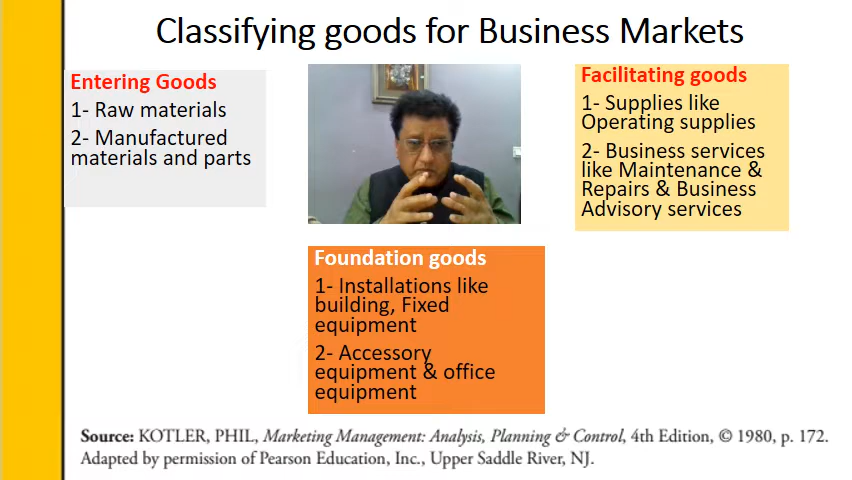 Classifying goods for Business Markets
Entering Goods
1- Raw materials
2- Manufactured
materials and parts
Facilitating goods
1- Supplies like
Operating supplies
2- Business services
like Maintenance &
Repairs & Business
Advisory services
Foundation goods
1- Installations like
building, Fixed
equipment
2- Accessory
equipment & office
equipment
Source: KOTLER, PHIL, Marketing Management: Analysis, Planning & Control, 4th Edition, © 1980, p. 172.
Adapted by permission of Pearson Education, Inc., Upper Saddle River, NJ.